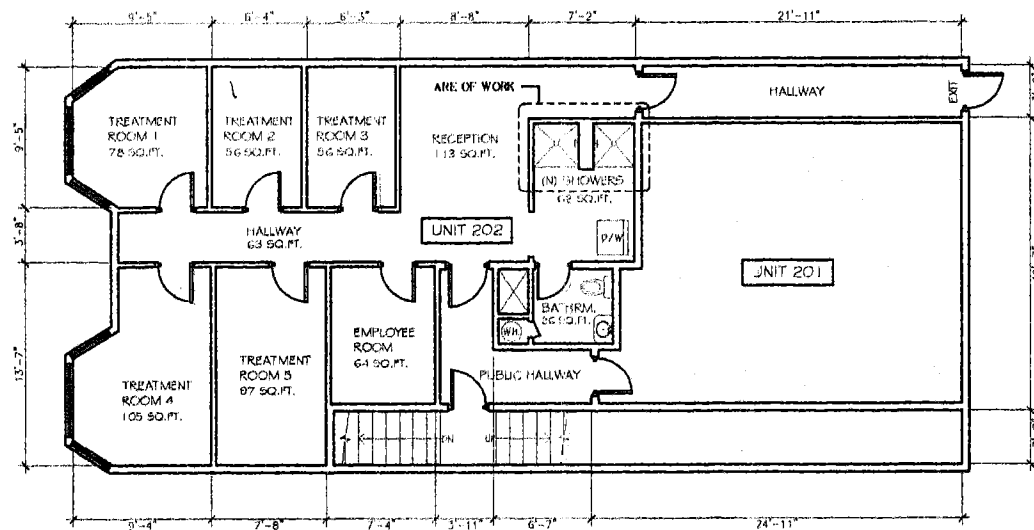 9'-5"
6'-4"
6'-3"
8'-8"
7'-2"
21'-11"
ARE OF WORK
HALLWAY
EXIT
TREATMENT
ROOM 1
78 SQ.FT.
TREATMENT
ROOM 2
56 SQ.FT.
TREATMENT
ROOM 3
56 SQ.FT.
RECEPTION
113 SQ.FT.
(N) SHOWERS
62 SQ.FT.
9'-5"
3'-8"
13'-7"
HALLWAY
63 SQ.FT.
UNIT 202
D/W
UNIT 201
BATHRM.
26 SQ.FT.
W.H.
EMPLOYEE
ROOM
64 SQ.FT.
PUBLIC HALLWAY
TREATMENT
ROOM 4
105 SQ.FT.
TREATMENT
ROOM 5
87 SQ.FT.
DN
UP
9'-4"
7'-8"
7'-4
3'-11"
6'-7"
24'-11"